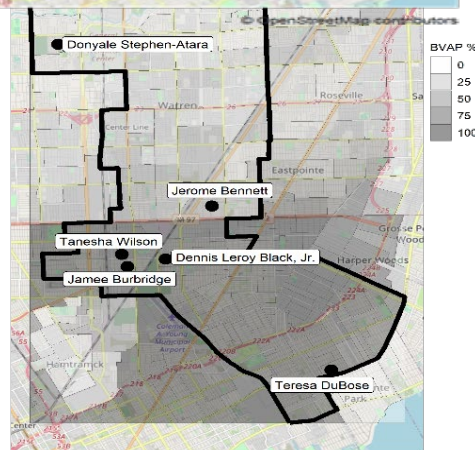 © OpenStreetMap contributors
BVAP %
0
25
50
75
100
Donyale Stephen-Atara
Roseville
Warren
Center Line
Eastpointe
Jerome Bennett
Tanesha Wilson
Dennis Leroy Black, Jr.
Harper Woods
Jamee Burbridge
Hamtramck
Teresa DuBose
Park